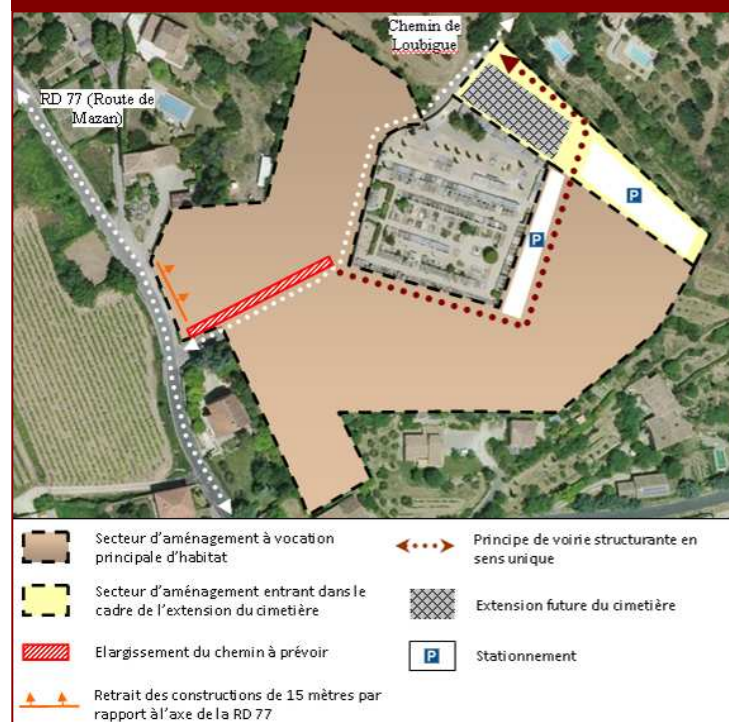 Chemin de
Loubigue
RD 77 (Route de
Mazan)
P
P
Secteur d'aménagement à vocation
principale d'habitat
Principe de voirie structurante en
sens unique
Secteur d'aménagement entrant dans le
cadre de l'extension du cimetière
Extension future du cimetière
Elargissement du chemin à prévoir
P
Stationnement
Retrait des constructions de 15 mètres par
rapport à l'axe de la RD 77